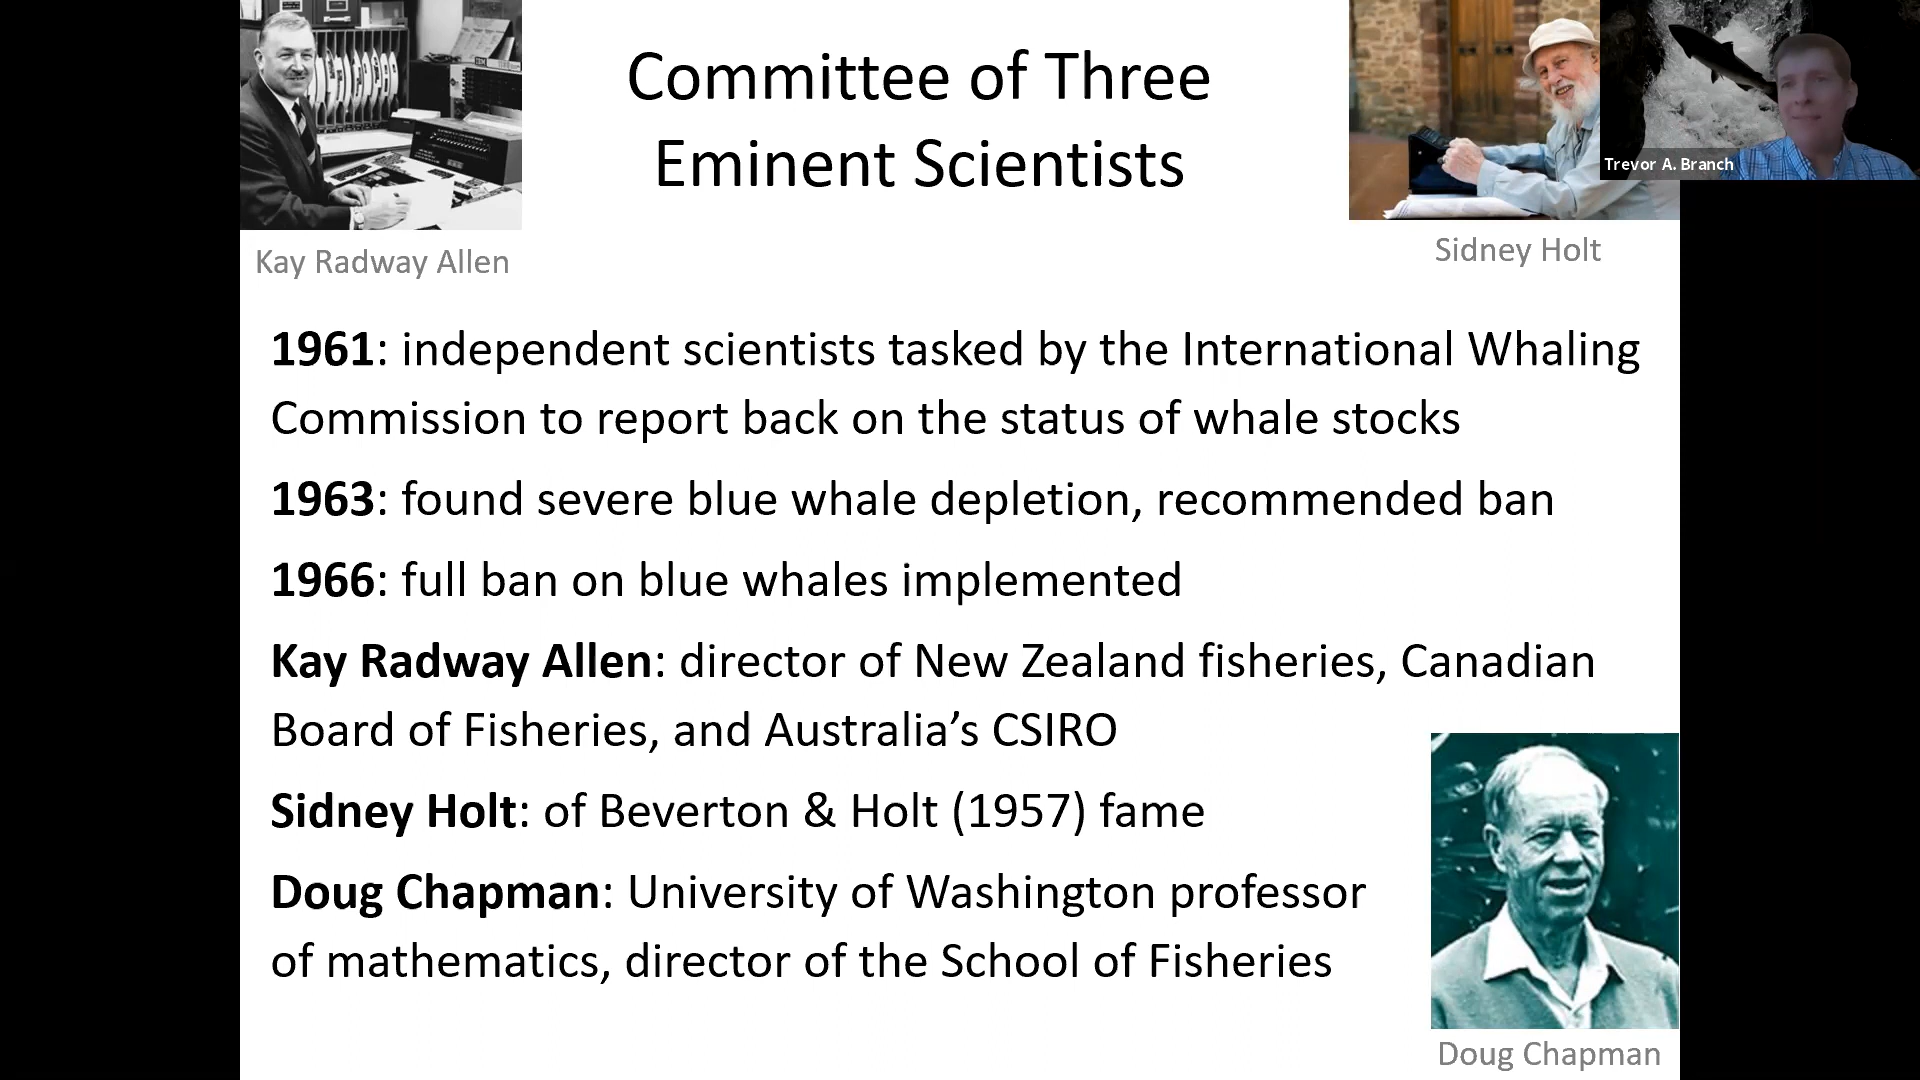 Committee of Three
Eminent Scientists
Trevor A. Branch
Kay Radway Allen
Sidney Holt
1961: independent scientists tasked by the International Whaling
Commission to report back on the status of whale stocks
1963: found severe blue whale depletion, recommended ban
1966: full ban on blue whales implemented
Kay Radway Allen: director of New Zealand fisheries, Canadian
Board of Fisheries, and Australia’s CSIRO
Sidney Holt: of Beverton & Holt (1957) fame
Doug Chapman: University of Washington professor
of mathematics, director of the School of Fisheries
Doug Chapman